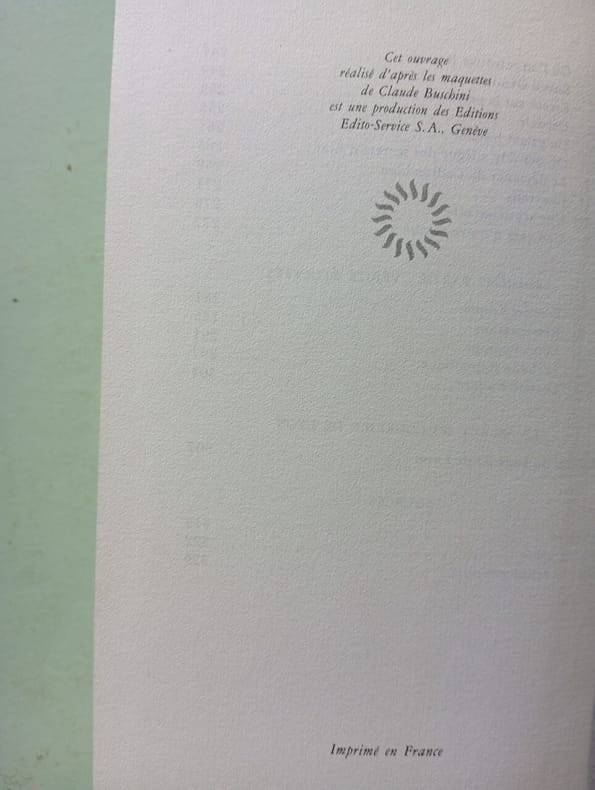 Cet ouvrage
réalisé d'après les maquettes
de Claude Buschini
est une production des Editions
Edito-Service S. A., Genève
Imprimé en France